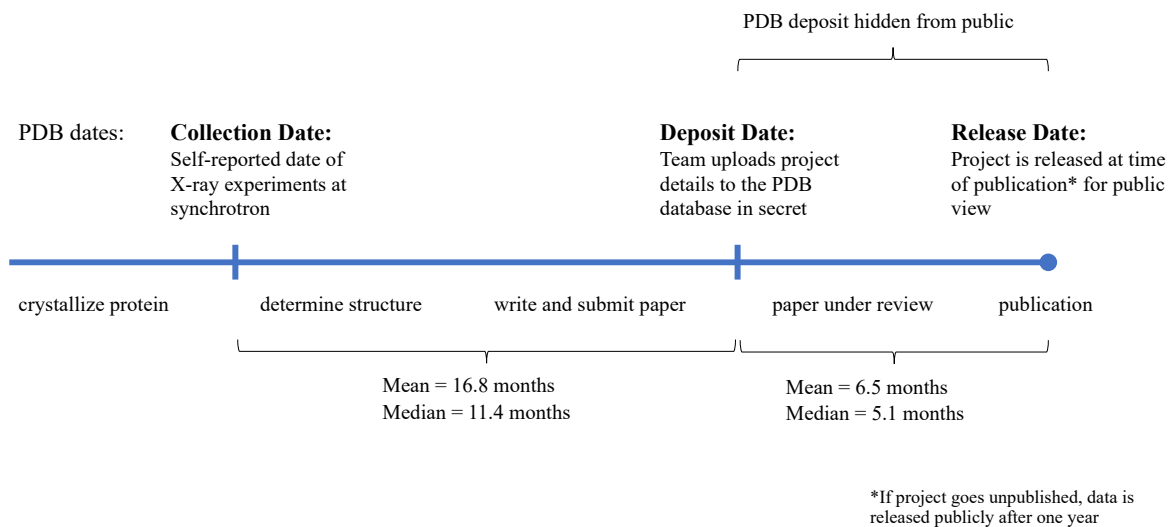 PDB deposit hidden from public
PDB dates:
Collection Date:
Self-reported date of
X-ray experiments at
synchrotron
Deposit Date:
Team uploads project
details to the PDB
database in secret
Release Date:
Project is released at time
of publication* for public
view
crystallize protein
determine structure
write and submit paper
paper under review
publication
Mean = 16.8 months
Median = 11.4 months
Mean = 6.5 months
Median = 5.1 months
*If project goes unpublished, data is
released publicly after one year